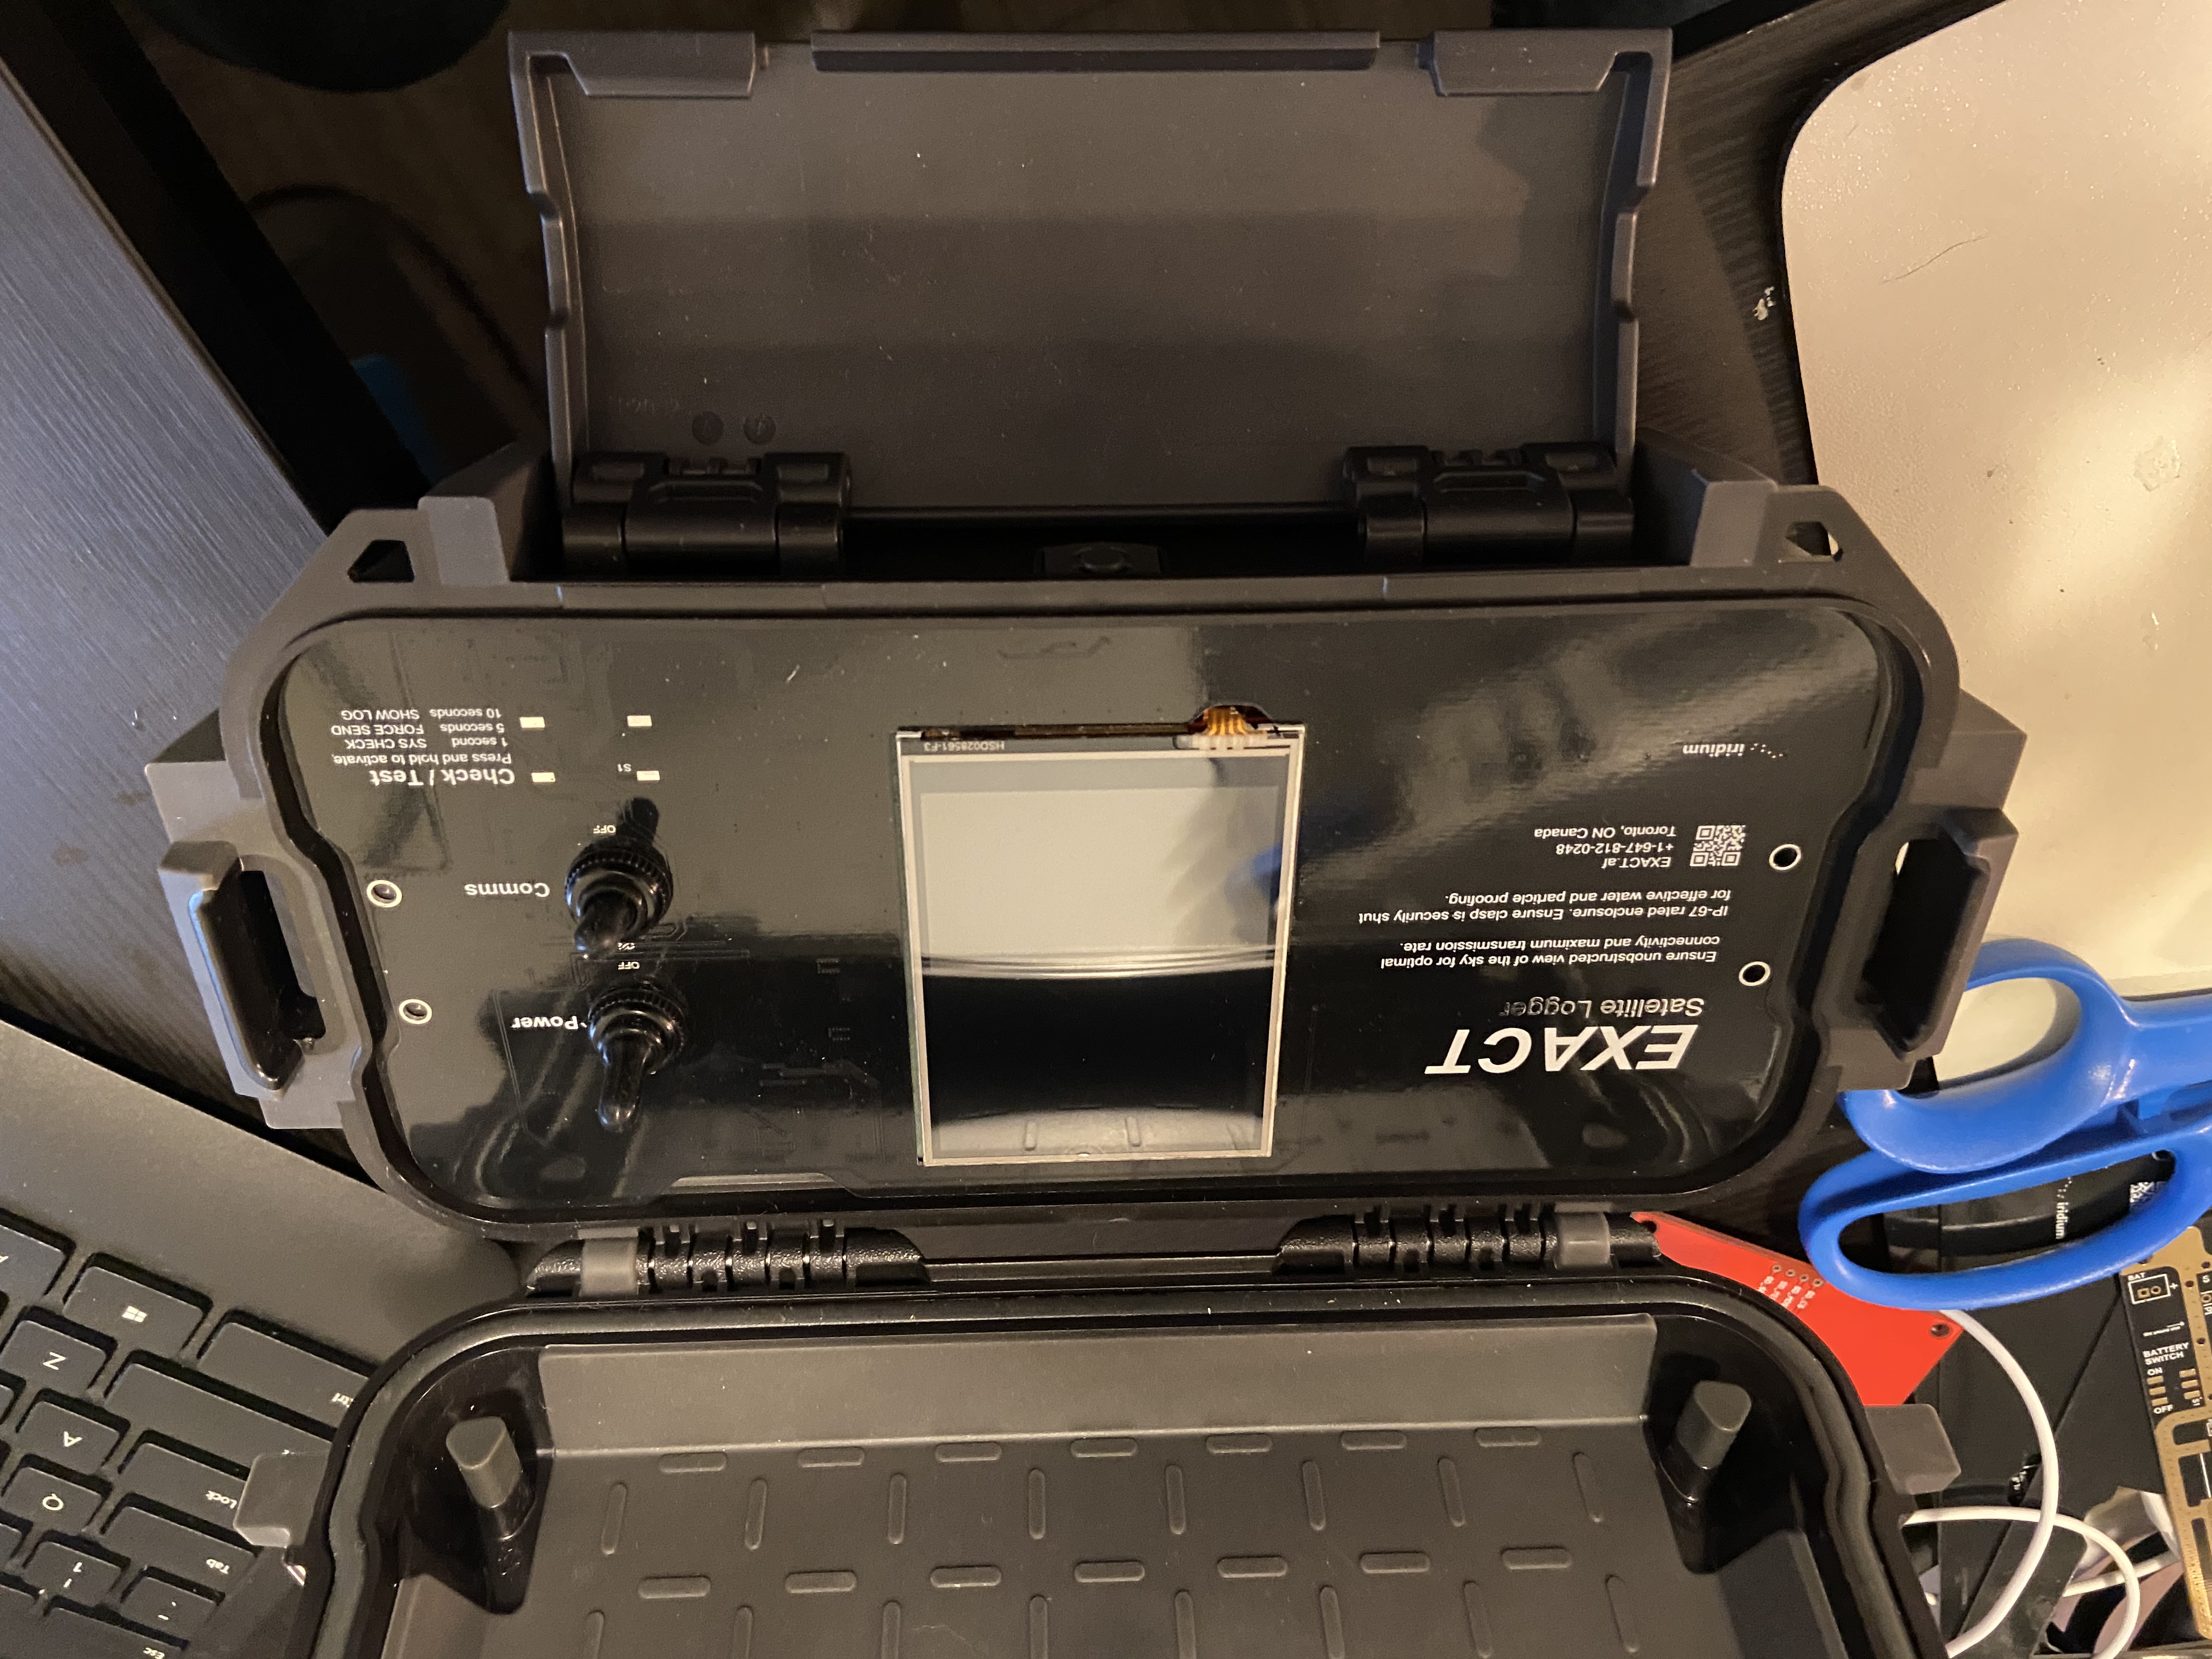 EXACT
Satellite Logger
Ensure unobstructed view of the sky for optimal
connectivity and maximum transmission rate.
IP-67 rated enclosure. Ensure clasp is securily shut
for effective water and particle proofing.
EXACT.af
+1-647-812-0248
Toronto, ON Canada
iridium
HSD028561-F3
Power
OFF
Comms
OFF
S1
Check / Test
Press and hold to activate,
1 second SYS CHECK
5 seconds FORCE SEND
10 seconds SHOW LOG
OFF
ON
BATTERY
SWITCH
BAT
+
iridium
Esc
~
1
Tab
Q
Lock
A
Z